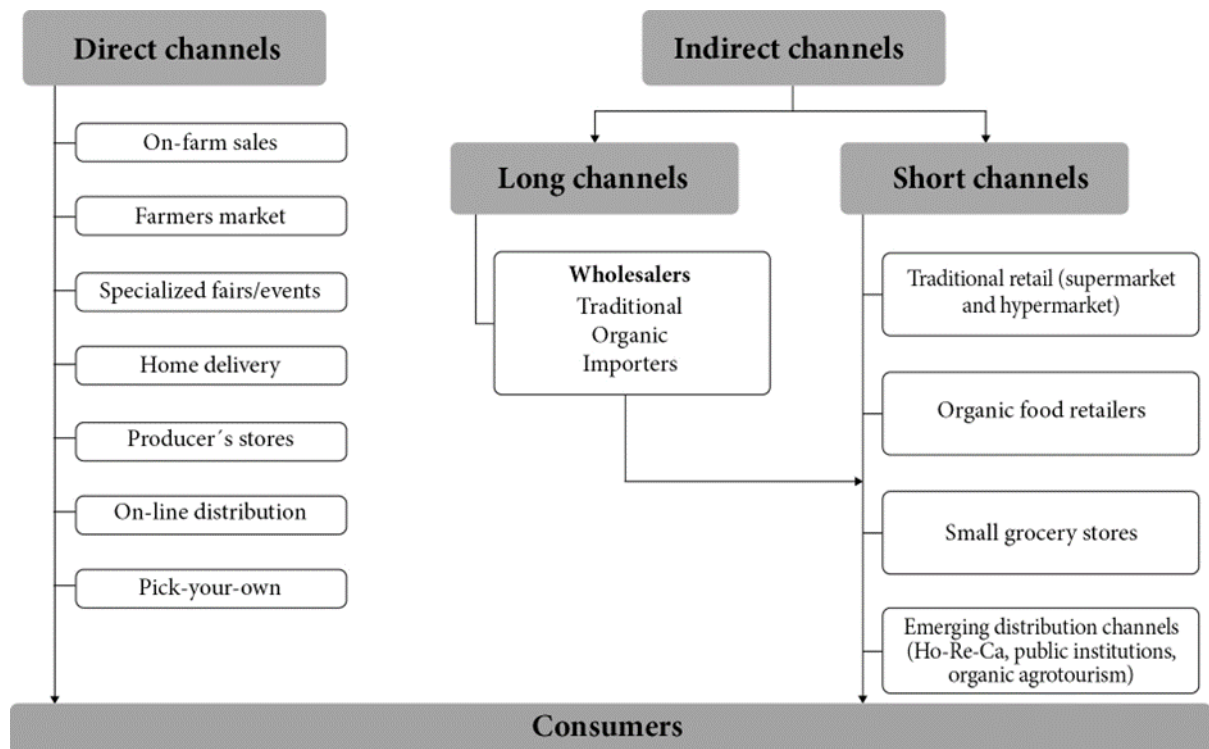 Direct channels
On-farm sales
Farmers market
Specialized fairs/events
Home delivery
Producer´s stores
On-line distribution
Pick-your-own
Indirect channels
Long channels
Wholesalers
Traditional
Organic
Importers
Short channels
Traditional retail (supermarket
and hypermarket)
Organic food retailers
Small grocery stores
Emerging distribution channels
(Ho-Re-Ca, public institutions,
organic agrotourism)
Consumers